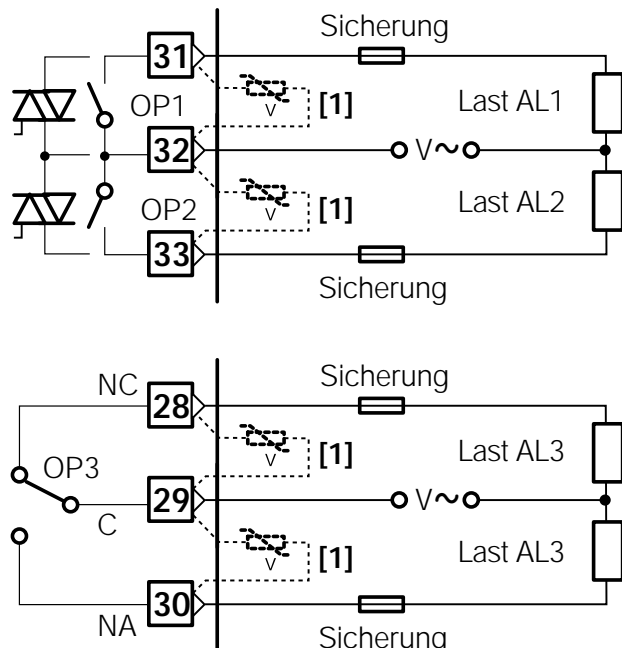 Sicherung
31
V
[1]
Last AL1
OP1
32
V~
V
[1]
Last AL2
OP2
33
Sicherung
NC
Sicherung
28
V
[1]
Last AL3
OP3
29
V~
C
V
[1]
Last AL3
30
NA
Sicherung